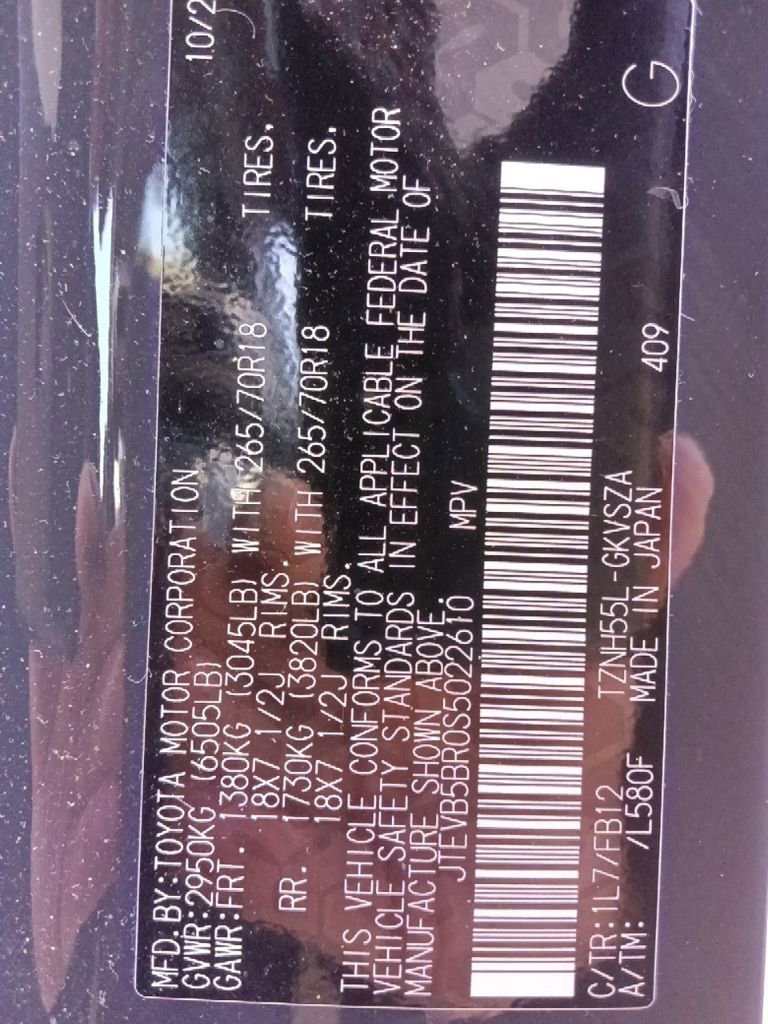 MFD.BY:TOYOTA MOTOR CORPORATION 10/2
GVWR:2950KG (6505LB)
GAWR:FRT. 1380KG (3045LB) WITH 265/70R18 TIRES.
18X7 1/2J RIMS.
RR. 1730KG (3820LB) WITH 265/70R18 TIRES.
18X7 1/2J RIMS.
THIS VEHICLE CONFORMS TO ALL APPLICABLE FEDERAL MOTOR
VEHICLE SAFETY STANDARDS IN EFFECT ON THE DATE OF
MANUFACTURE SHOWN ABOVE.
JTEVB5BR0S5022610 MPV
C/TR:1L7/FB12 TZNH55L-GKVSZA 409 G
A/TM: /L580F MADE IN JAPAN